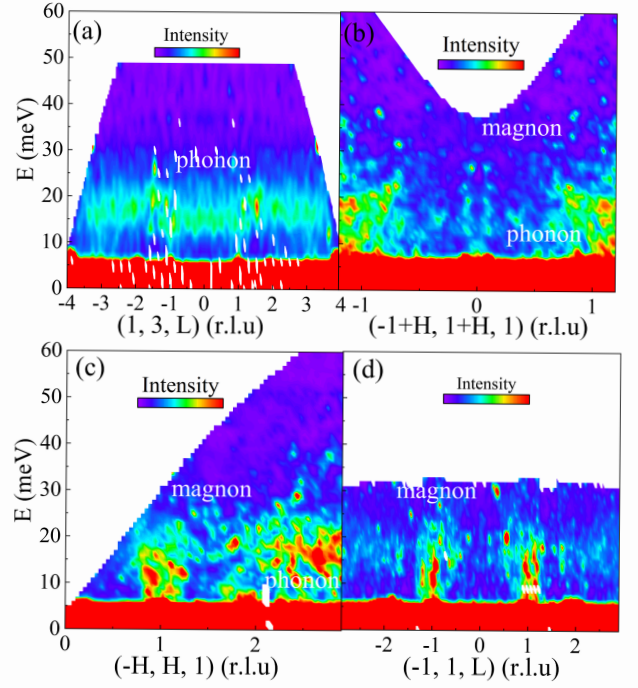 60
(a)
Intensity
50
40
phonon
30
20
10
0
-4 -3 -2 -1 0 1 2 3 4
(1, 3, L) (r.l.u)
E (meV)
(b)
Intensity
magnon
phonon
-1 0 1
(-1+H, 1+H, 1) (r.l.u)
60
(c)
Intensity
50
40
magnon
30
20
phonon
10
0
0 1 2
(-H, H, 1) (r.l.u)
E (meV)
(d)
Intensity
magnon
-2 -1 0 1 2
(-1, 1, L) (r.l.u)